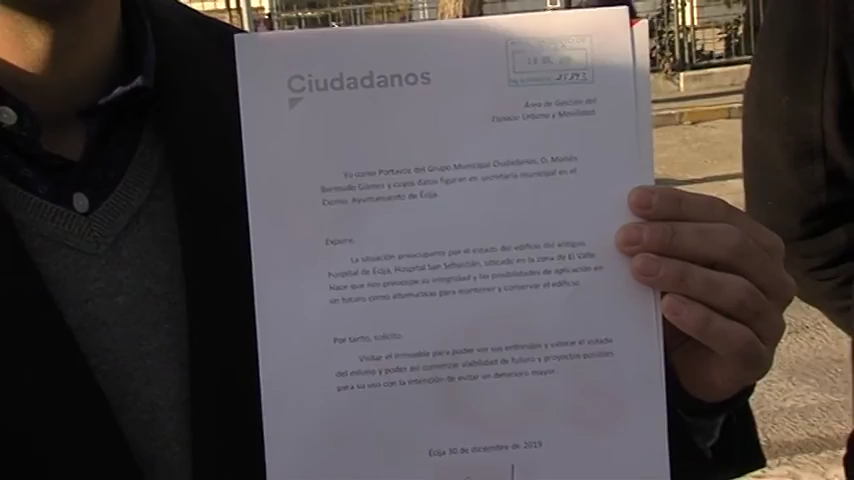 Ciudadanos
Área de Gestión del
Espacio Urbano y Movilidad.
Yo como Portavoz del Grupo Municipal Ciudadanos, D. Moisés
Bermudo Gómez y cuyos datos figuran en secretaría municipal en el
Excmo. Ayuntamiento de Écija.
Expone,
La situación preocupante por el estado del edificio del antiguo
hospital de Écija, Hospital San Sebastián, ubicado en la zona de El Valle.
Hace que nos preocupe su integridad y las posibilidades de aplicación en
un futuro como alternativas para mantener y conservar el edificio.
Por tanto, solicito.
Visitar el inmueble para poder ver sus entresijos y valorar el estado
del mismo y poder así comenzar viabilidad de futuro y proyectos posibles
para su uso con la intención de evitar un deterioro mayor.
Écija 30 de diciembre de 2019